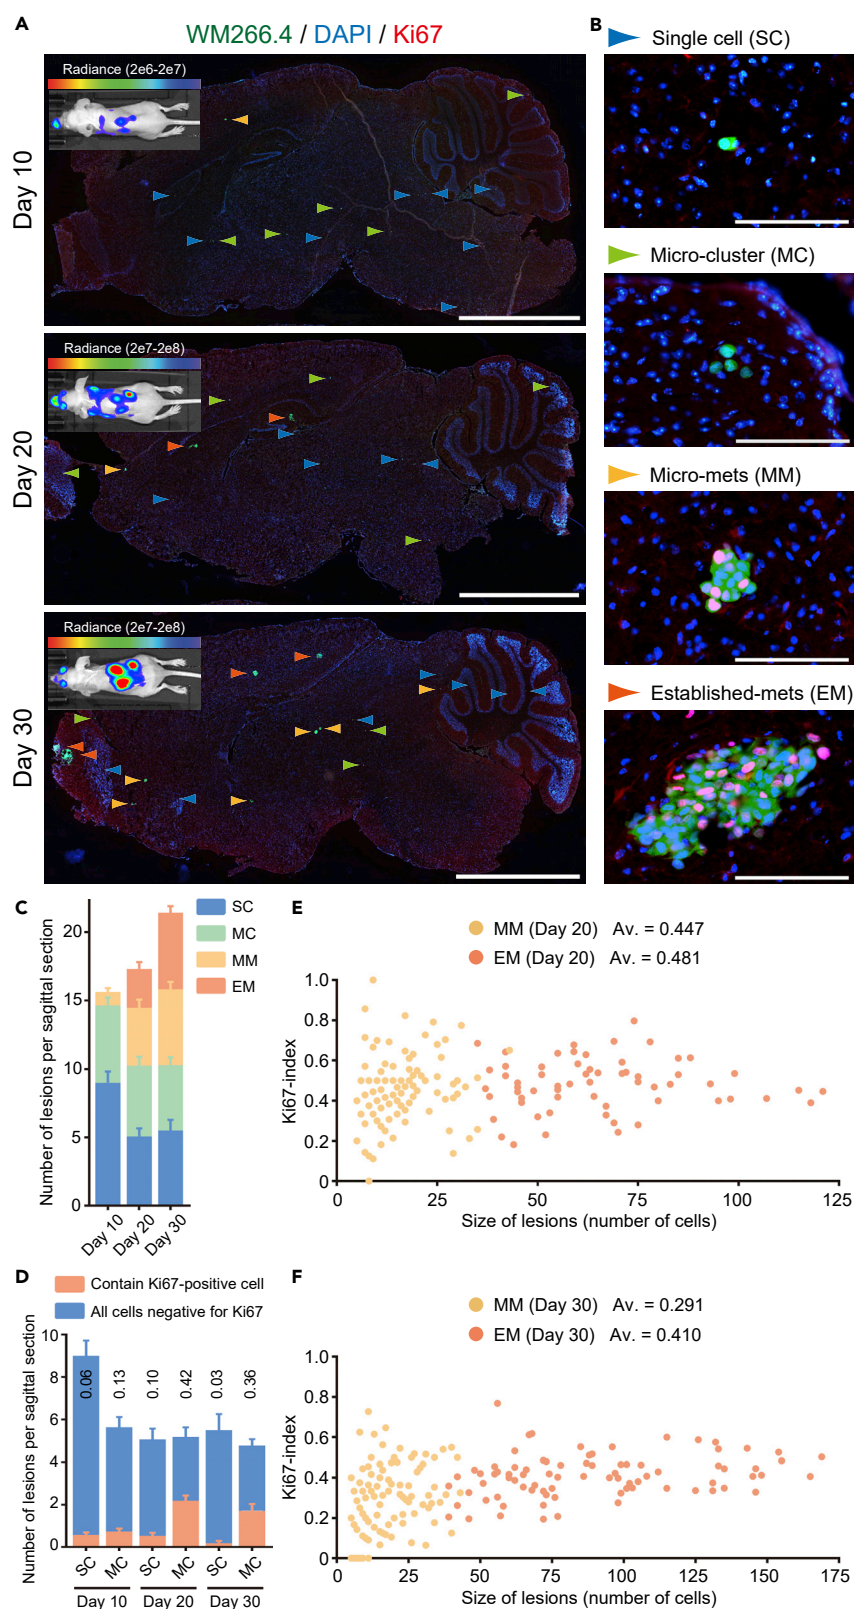 A
WM266.4 / DAPI / Ki67
Day 10
Radiance (2e6-2e7)
Day 20
Radiance (2e7-2e8)
Day 30
Radiance (2e7-2e8)
B
Single cell (SC)
Micro-cluster (MC)
Micro-mets (MM)
Established-mets (EM)
C
Number of lesions per sagittal section
20
15
10
5
0
Day 10
Day 20
Day 30
SC
MC
MM
EM
D
Contain Ki67-positive cell
All cells negative for Ki67
Number of lesions per sagittal section
10
8
6
4
2
0
0.06
0.13
0.10
0.42
0.03
0.36
SC
MC
SC
MC
SC
MC
Day 10
Day 20
Day 30
E
MM (Day 20) Av. = 0.447
EM (Day 20) Av. = 0.481
Ki67-index
1.0
0.8
0.6
0.4
0.2
0
0 25 50 75 100 125
Size of lesions (number of cells)
F
MM (Day 30) Av. = 0.291
EM (Day 30) Av. = 0.410
Ki67-index
1.0
0.8
0.6
0.4
0.2
0
0 25 50 75 100 125 150 175
Size of lesions (number of cells)